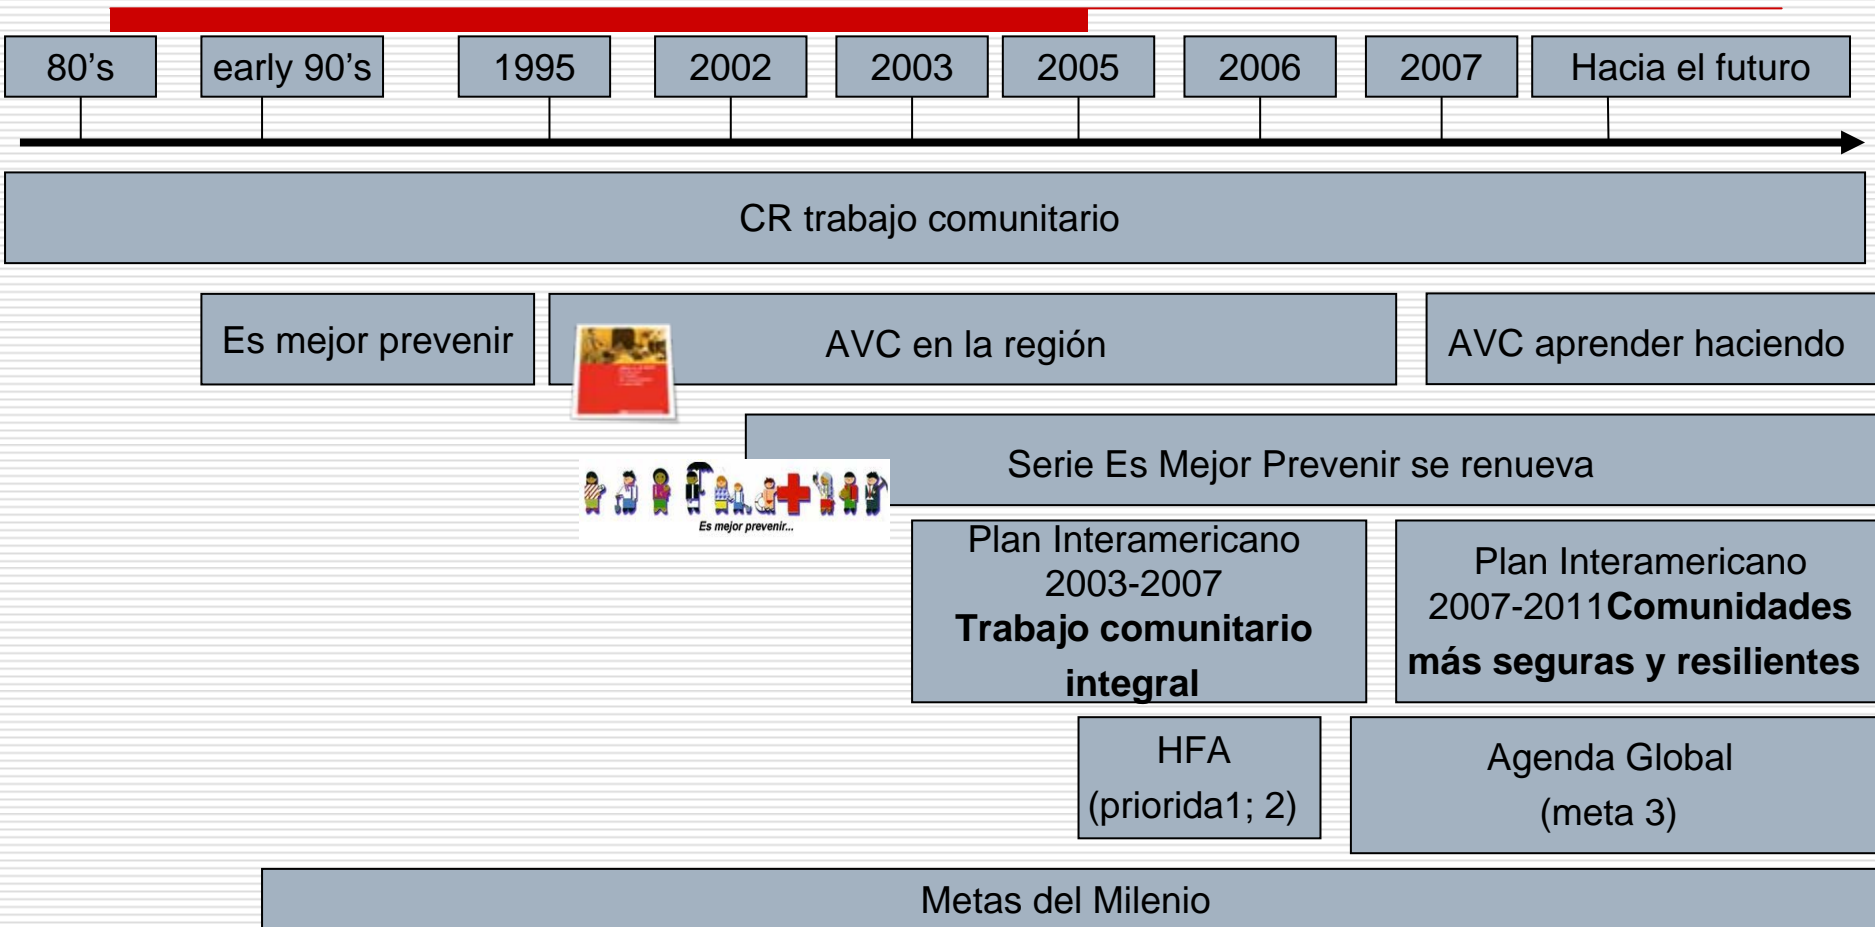 80’s
early 90’s
1995
2002
2003
2005
2006
2007
Hacia el futuro
CR trabajo comunitario
Es mejor prevenir
AVC en la región
AVC aprender haciendo
Serie Es Mejor Prevenir se renueva
Es mejor prevenir...
Plan Interamericano
2003-2007
Trabajo comunitario
integral
Plan Interamericano
2007-2011Comunidades
más seguras y resilientes
HFA
(priorida1; 2)
Agenda Global
(meta 3)
Metas del Milenio